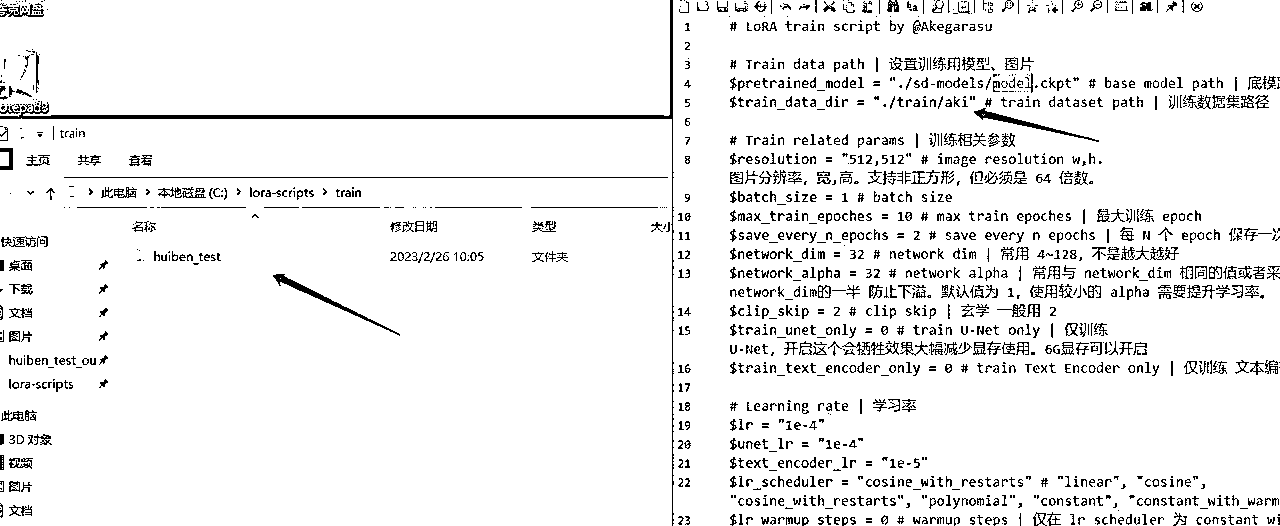 train
主页 共享 查看
此电脑 > 本地磁盘 (C:) > lora-scripts > train
名称 修改日期 类型 大小
快速访问
桌面
下载
文档
图片
huiben_test_ou
lora-scripts
此电脑
3D 对象
视频
图片
文档
huiben_test 2023/2/26 10:05 文件夹
1 # LoRA train script by @Akegarasu
2
3 # Train data path | 设置训练用模型、图片
4 $pretrained_model = "./sd-models/model.ckpt" # base model path | 底模
5 $train_data_dir = "./train/aki" # train dataset path | 训练数据集路径
6
7 # Train related params | 训练相关参数
8 $resolution = "512,512" # image resolution w,h.
图片分辨率，宽,高。支持非正方形，但必须是 64 倍数。
9 $batch_size = 1 # batch size
10 $max_train_epoches = 10 # max train epoches | 最大训练 epoch
11 $save_every_n_epochs = 2 # save every n epochs | 每 N 个 epoch 保存一次
12 $network_dim = 32 # network dim | 常用 4~128，不是越大越好
13 $network_alpha = 32 # network alpha | 常用与 network_dim 相同的值或者采
network_dim的一半 防止下溢。默认值为 1，使用较小的 alpha 需要提升学习率。
14 $clip_skip = 2 # clip skip | 玄学 一般用 2
15 $train_unet_only = 0 # train U-Net only | 仅训练
U-Net，开启这个会牺牲效果大幅减少显存使用。6G显存可以开启
16 $train_text_encoder_only = 0 # train Text Encoder only | 仅训练 文本编
17
18 # Learning rate | 学习率
19 $lr = "1e-4"
20 $unet_lr = "1e-4"
21 $text_encoder_lr = "1e-5"
22 $lr_scheduler = "cosine_with_restarts" # "linear", "cosine",
"cosine_with_restarts", "polynomial", "constant", "constant_with_warm
23 $lr_warmup_steps = 0 # warmup steps | 仅在 lr_scheduler 为 constant_wi